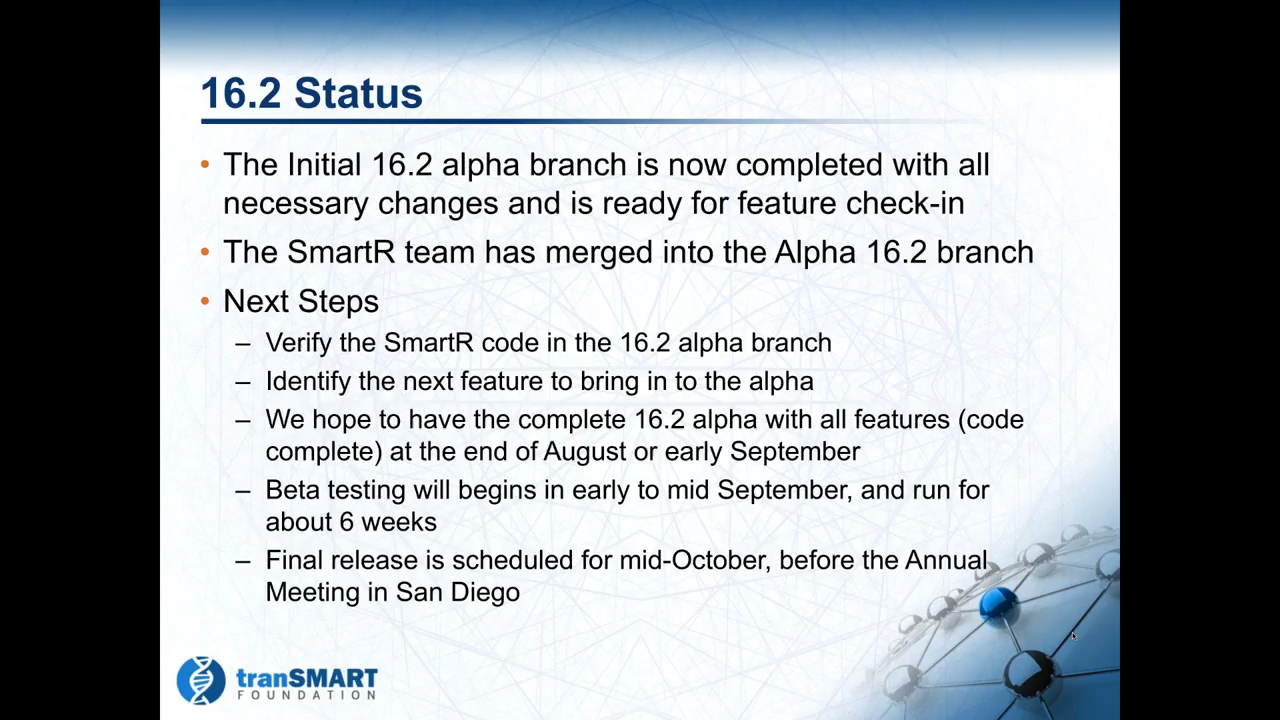 16.2 Status
• The Initial 16.2 alpha branch is now completed with all
necessary changes and is ready for feature check-in
• The SmartR team has merged into the Alpha 16.2 branch
• Next Steps
– Verify the SmartR code in the 16.2 alpha branch
– Identify the next feature to bring in to the alpha
– We hope to have the complete 16.2 alpha with all features (code
complete) at the end of August or early September
– Beta testing will begins in early to mid September, and run for
about 6 weeks
– Final release is scheduled for mid-October, before the Annual
Meeting in San Diego
tranSMART
FOUNDATION